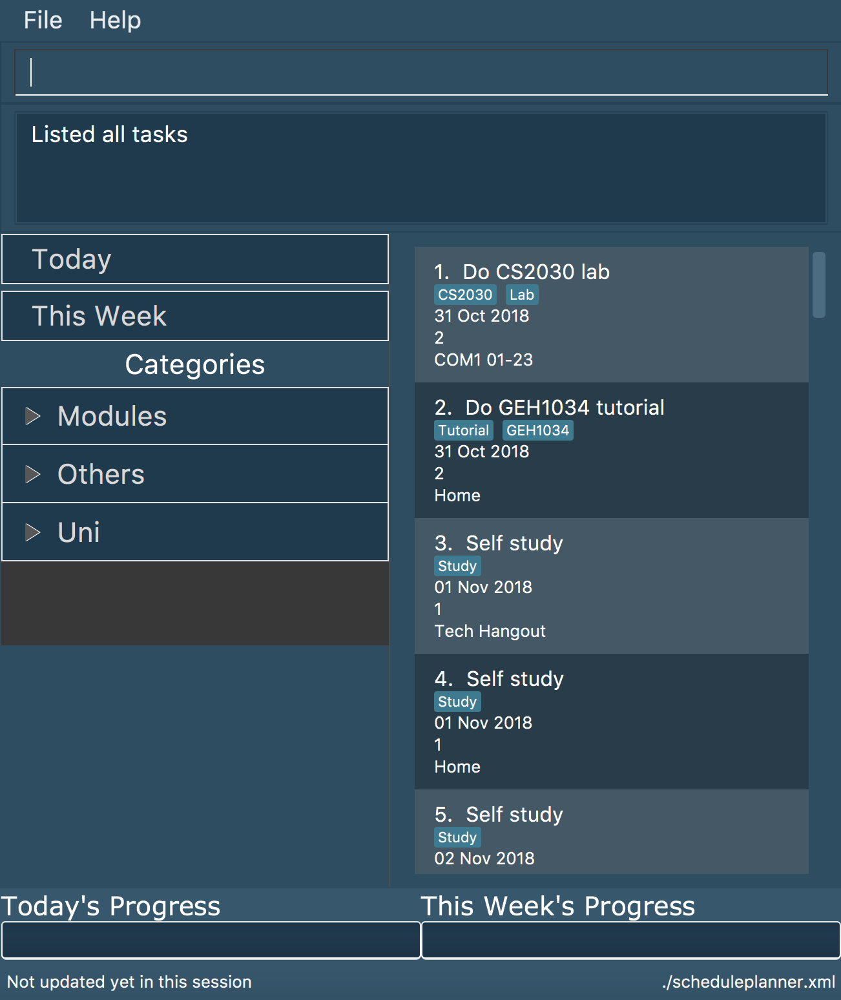 File Help
Listed all tasks
Today
This Week
Categories
Modules
Others
Uni
1. Do CS2030 lab
CS2030 Lab
31 Oct 2018
2
COM1 01-23
2. Do GEH1034 tutorial
Tutorial GEH1034
31 Oct 2018
2
Home
3. Self study
Study
01 Nov 2018
1
Tech Hangout
4. Self study
Study
01 Nov 2018
1
Home
5. Self study
Study
02 Nov 2018
Today's Progress
This Week's Progress
Not updated yet in this session
./scheduleplanner.xml